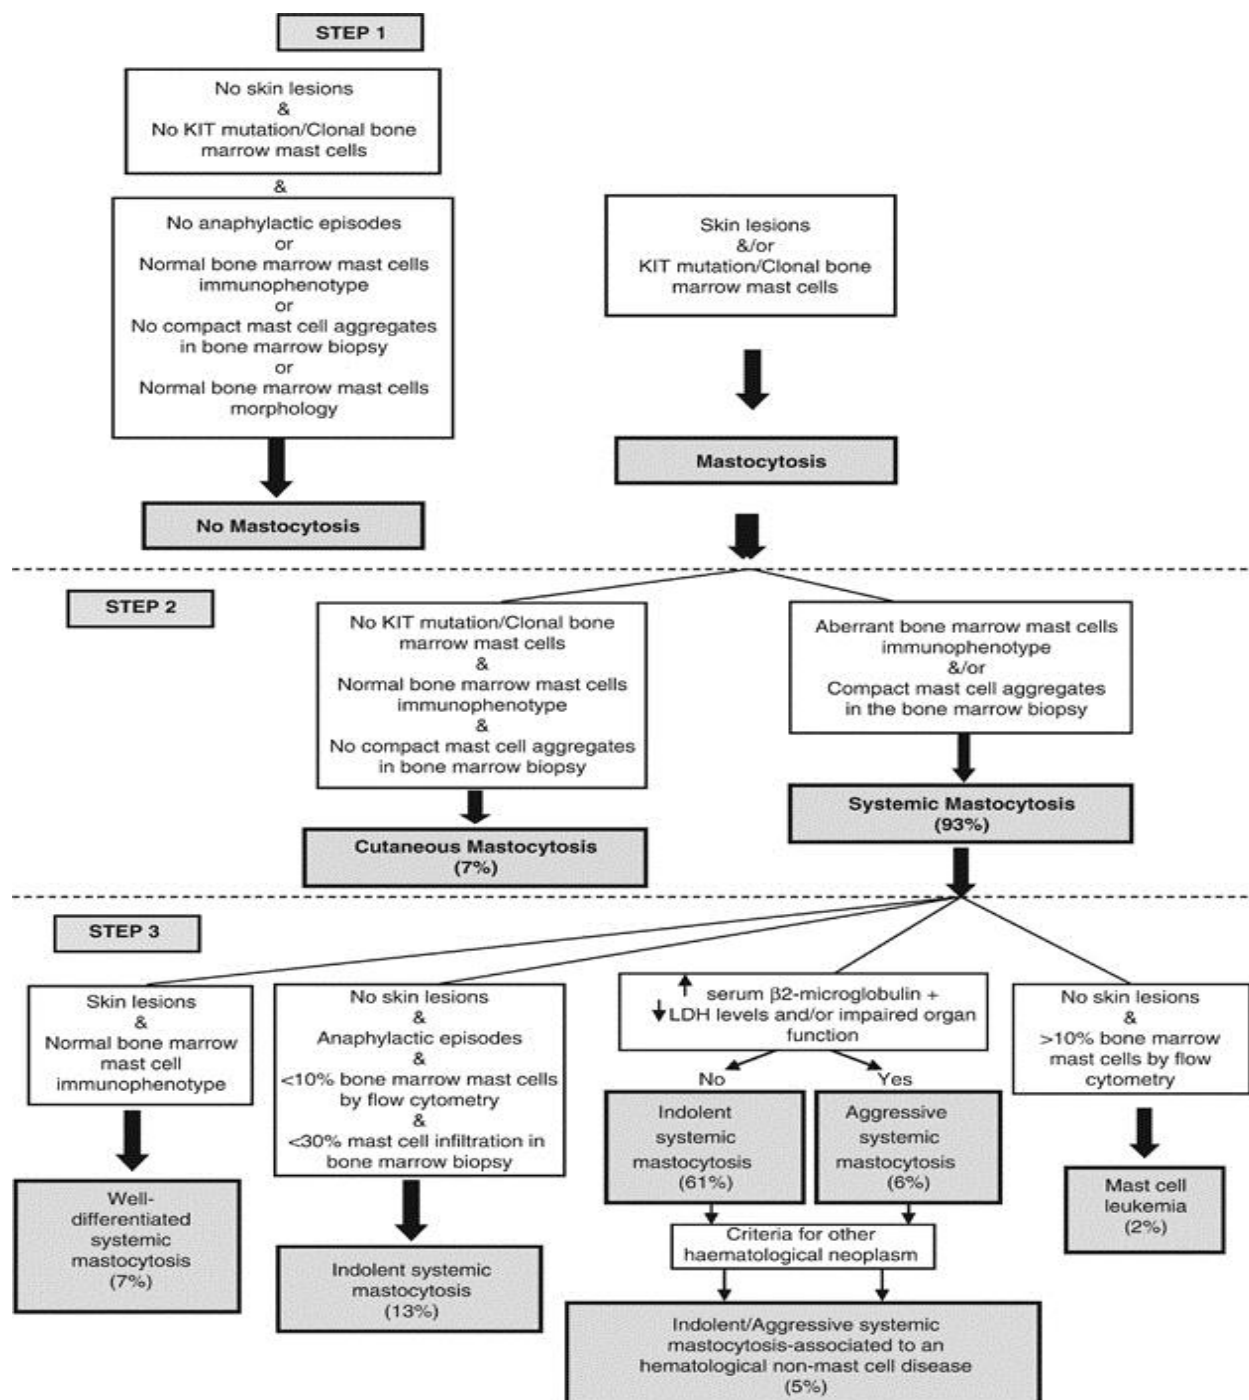 STEP 1
No skin lesions
&
No KIT mutation/Clonal bone
marrow mast cells
&
No anaphylactic episodes
or
Normal bone marrow mast cells
immunophenotype
or
No compact mast cell aggregates
in bone marrow biopsy
or
Normal bone marrow mast cells
morphology
No Mastocytosis
Skin lesions
&/or
KIT mutation/Clonal bone
marrow mast cells
Mastocytosis
STEP 2
No KIT mutation/Clonal bone
marrow mast cells
&
Normal bone marrow mast cells
immunophenotype
&
No compact mast cell aggregates
in bone marrow biopsy
Cutaneous Mastocytosis
(7%)
Aberrant bone marrow mast cells
immunophenotype
&/or
Compact mast cell aggregates
in the bone marrow biopsy
Systemic Mastocytosis
(93%)
STEP 3
Skin lesions
&
Normal bone marrow
mast cell
immunophenotype
Well-
differentiated
systemic
mastocytosis
(7%)
No skin lesions
&
Anaphylactic episodes
&
<10% bone marrow mast cells
by flow cytometry
&
<30% mast cell infiltration in
bone marrow biopsy
Indolent systemic
mastocytosis
(13%)
↑ serum β2-microglobulin +
↓ LDH levels and/or impaired organ
function
No
Yes
Indolent
systemic
mastocytosis
(61%)
Aggressive
systemic
mastocytosis
(6%)
Criteria for other
haematological neoplasm
Indolent/Aggressive systemic
mastocytosis-associated to an
hematological non-mast cell disease
(5%)
No skin lesions
&
>10% bone marrow
mast cells by flow
cytometry
Mast cell
leukemia
(2%)